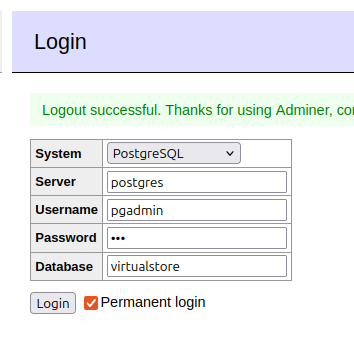 Login
Logout successful. Thanks for using Adminer,
System PostgreSQL
Server postgres
Username pgadmin
Password •••
Database virtualstore
Login Permanent login